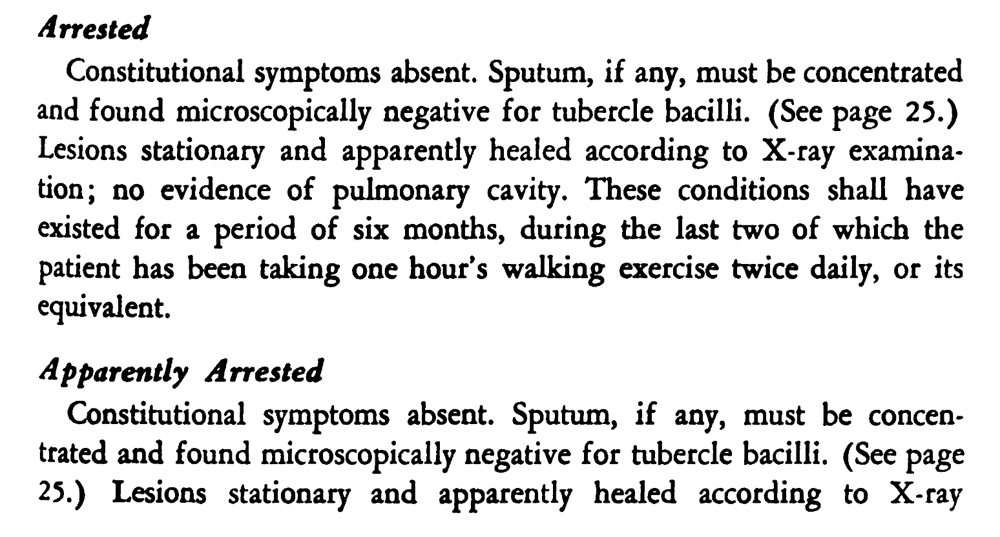 Arrested
Constitutional symptoms absent. Sputum, if any, must be concentrated
and found microscopically negative for tubercle bacilli. (See page 25.)
Lesions stationary and apparently healed according to X-ray examina-
tion; no evidence of pulmonary cavity. These conditions shall have
existed for a period of six months, during the last two of which the
patient has been taking one hour's walking exercise twice daily, or its
equivalent.
Apparently Arrested
Constitutional symptoms absent. Sputum, if any, must be concen-
trated and found microscopically negative for tubercle bacilli. (See page
25.) Lesions stationary and apparently healed according to X-ray